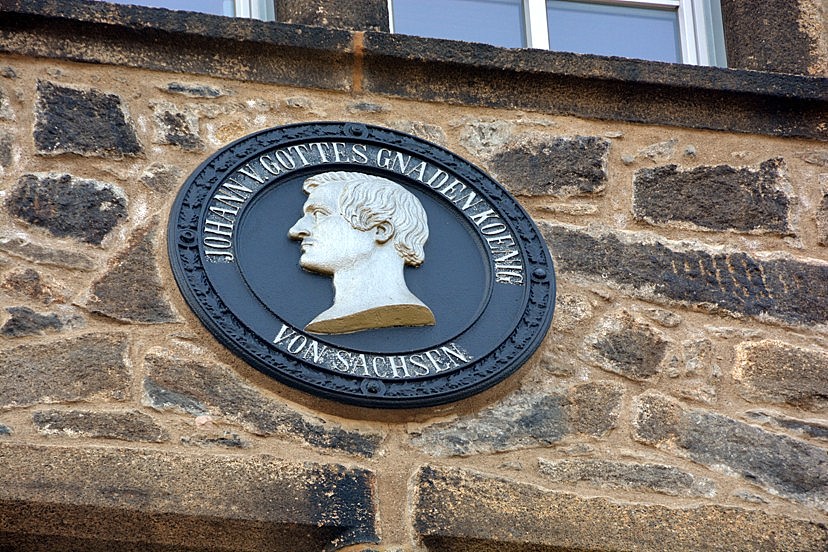 JOHANN V GOTTES GNADEN KOENIG
VON SACHSEN